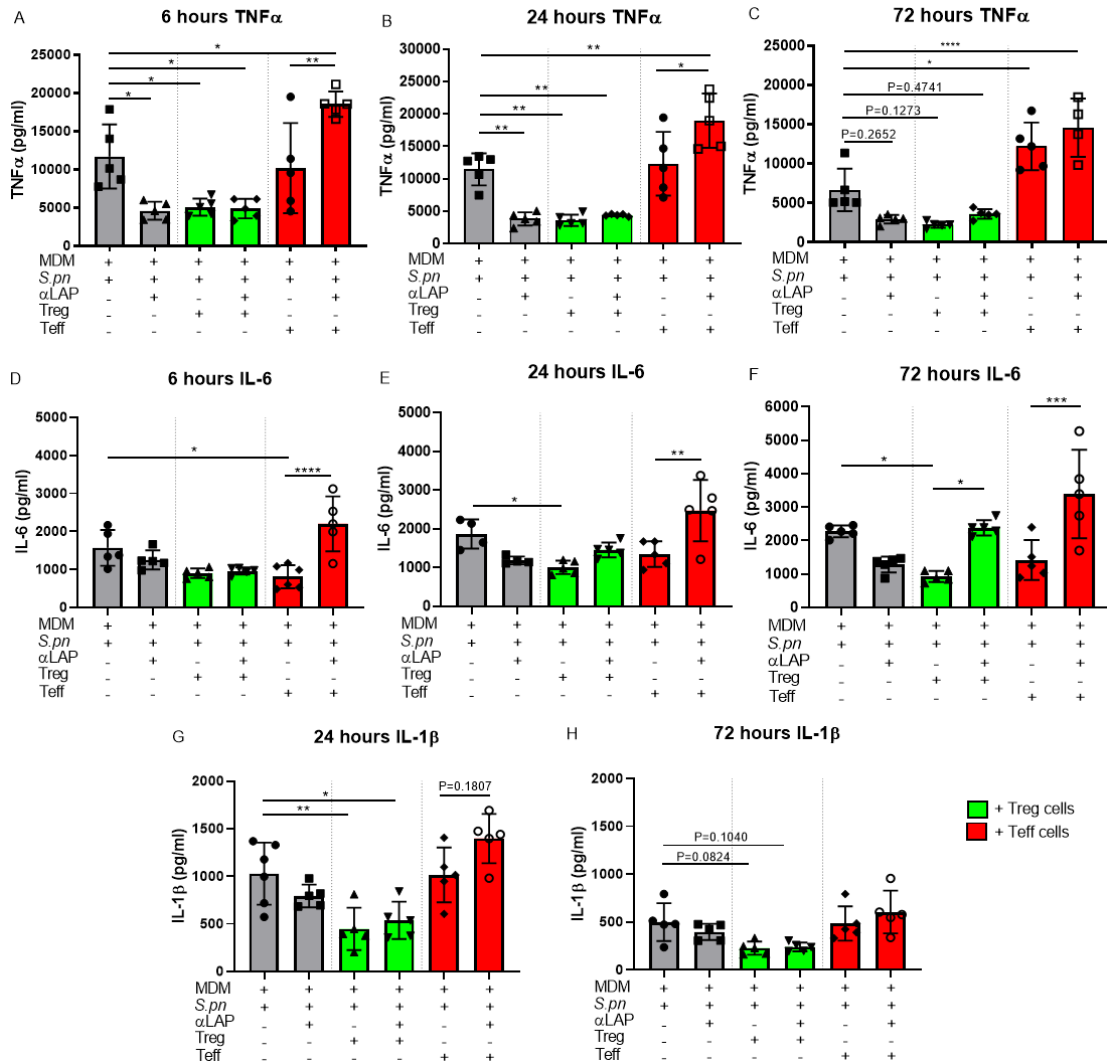 A
6 hours TNFα
*
*
*
*
**
25000
20000
15000
10000
5000
0
TNFα (pg/ml)
MDM + + + + + +
S.pn + + + + + +
αLAP - + - + - +
Treg - - + + - -
Teff - - - - + +
B
24 hours TNFα
**
**
**
**
*
30000
25000
20000
15000
10000
5000
0
TNFα (pg/ml)
MDM + + + + + +
S.pn + + + + + +
αLAP - + - + - +
Treg - - + + - -
Teff - - - - + +
C
72 hours TNFα
****
*
P=0.4741
P=0.1273
P=0.2652
25000
20000
15000
10000
5000
0
TNFα (pg/ml)
MDM + + + + + +
S.pn + + + + + +
αLAP - + - + - +
Treg - - + + - -
Teff - - - - + +
D
6 hours IL-6
*
****
5000
4000
3000
2000
1000
0
IL-6 (pg/ml)
MDM + + + + + +
S.pn + + + + + +
αLAP - + - + - +
Treg - - + + - -
Teff - - - - + +
E
24 hours IL-6
*
**
5000
4000
3000
2000
1000
0
IL-6 (pg/ml)
MDM + + + + + +
S.pn + + + + + +
αLAP - + - + - +
Treg - - + + - -
Teff - - - - + +
F
72 hours IL-6
***
*
*
6000
5000
4000
3000
2000
1000
0
IL-6 (pg/ml)
MDM + + + + + +
S.pn + + + + + +
αLAP - + - + - +
Treg - - + + - -
Teff - - - - + +
G
24 hours IL-1β
P=0.1807
*
**
2000
1500
1000
500
0
IL-1β (pg/ml)
MDM + + + + + +
S.pn + + + + + +
αLAP - + - + - +
Treg - - + + - -
Teff - - - - + +
H
72 hours IL-1β
P=0.1040
P=0.0824
2000
1500
1000
500
0
IL-1β (pg/ml)
MDM + + + + + +
S.pn + + + + + +
αLAP - + - + - +
Treg - - + + - -
Teff - - - - + +
+ Treg cells
+ Teff cells